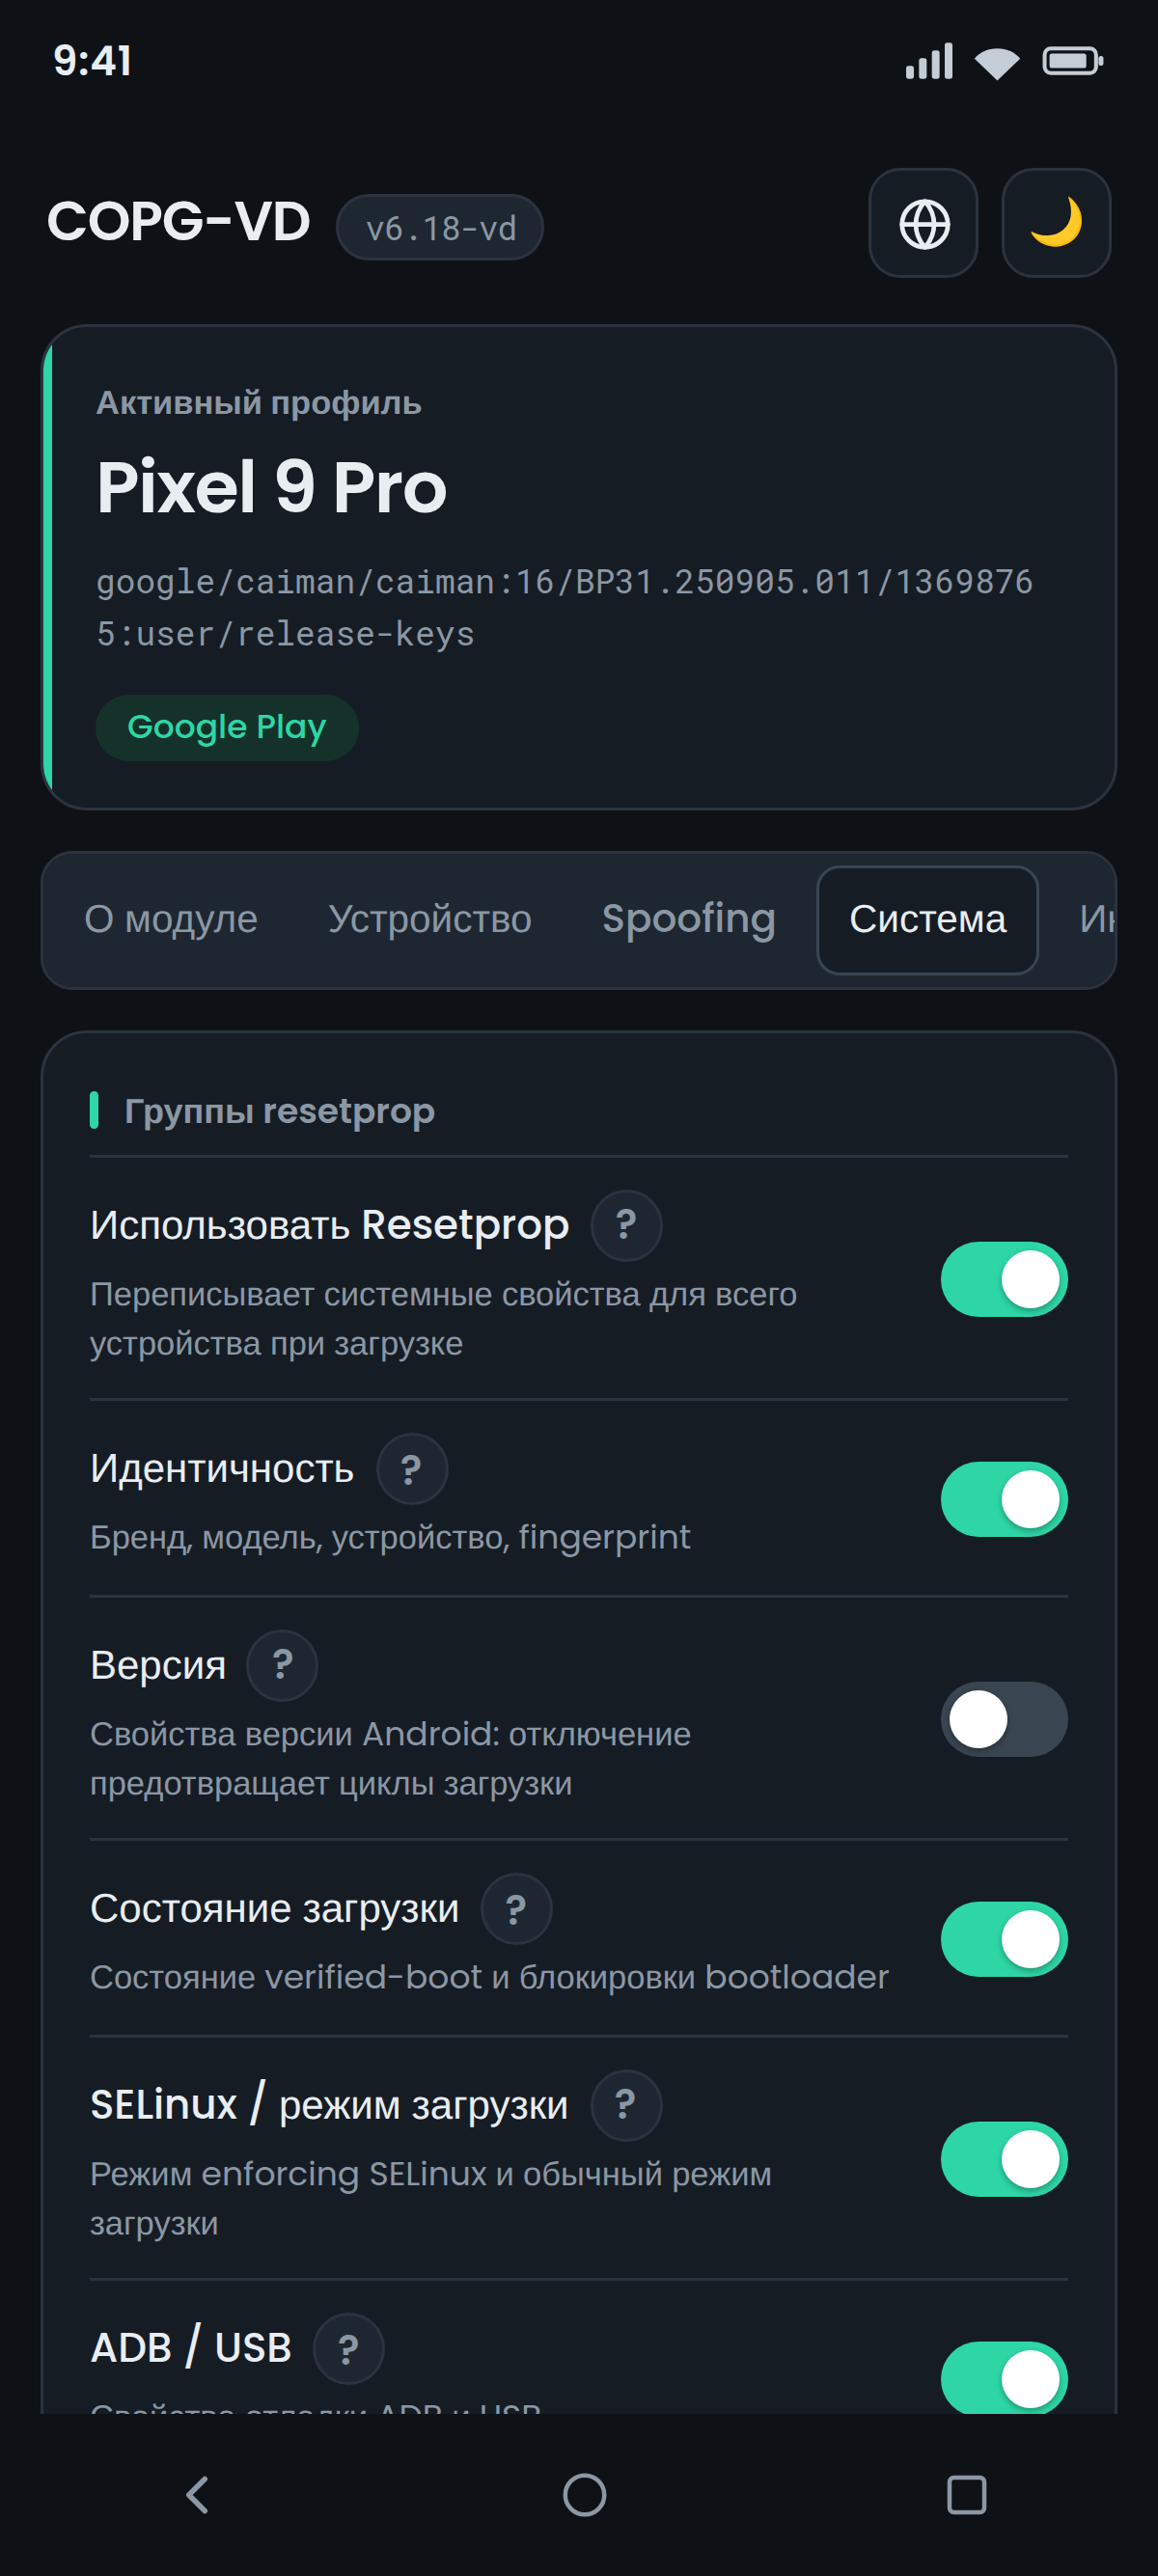 9:41
COPG-VD v6.18-vd
Активный профиль
Pixel 9 Pro
google/caiman/caiman:16/BP31.250905.011/1369876
5:user/release-keys
Google Play
О модуле Устройство Spoofing Система
Группы resetprop
Использовать Resetprop ?
Переписывает системные свойства для всего
устройства при загрузке
Идентичность ?
Бренд, модель, устройство, fingerprint
Версия ?
Свойства версии Android: отключение
предотвращает циклы загрузки
Состояние загрузки ?
Состояние verified-boot и блокировки bootloader
SELinux / режим загрузки ?
Режим enforcing SELinux и обычный режим
загрузки
ADB / USB ?